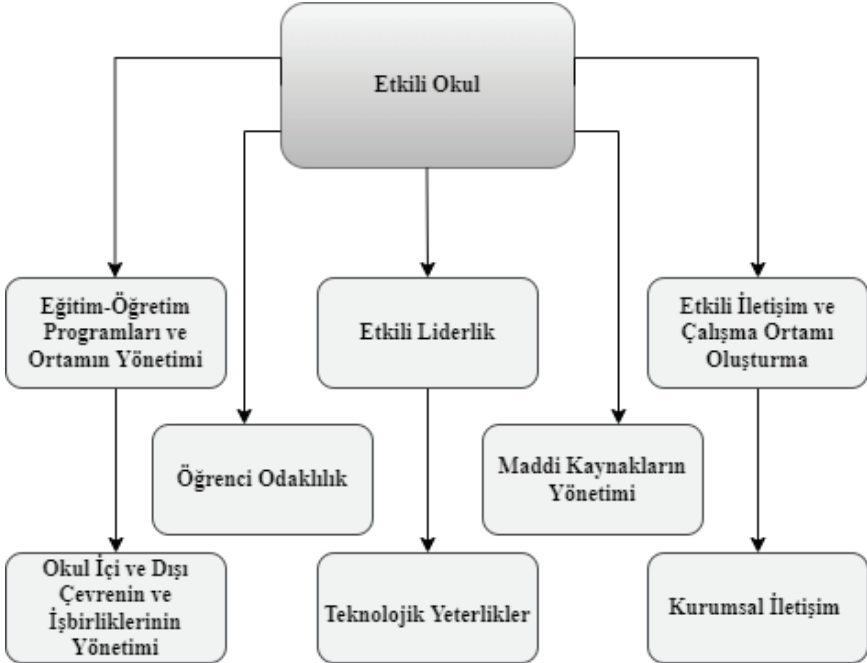 Etkili Okul
Eğitim-Öğretim
Programları ve
Ortamın Yönetimi
Etkili Liderlik
Etkili İletişim ve
Çalışma Ortamı
Oluşturma
Öğrenci Odaklılık
Maddi Kaynakların
Yönetimi
Okul İçi ve Dışı
Çevrenin ve
İşbirliklerinin
Yönetimi
Teknolojik Yeterlikler
Kurumsal İletişim